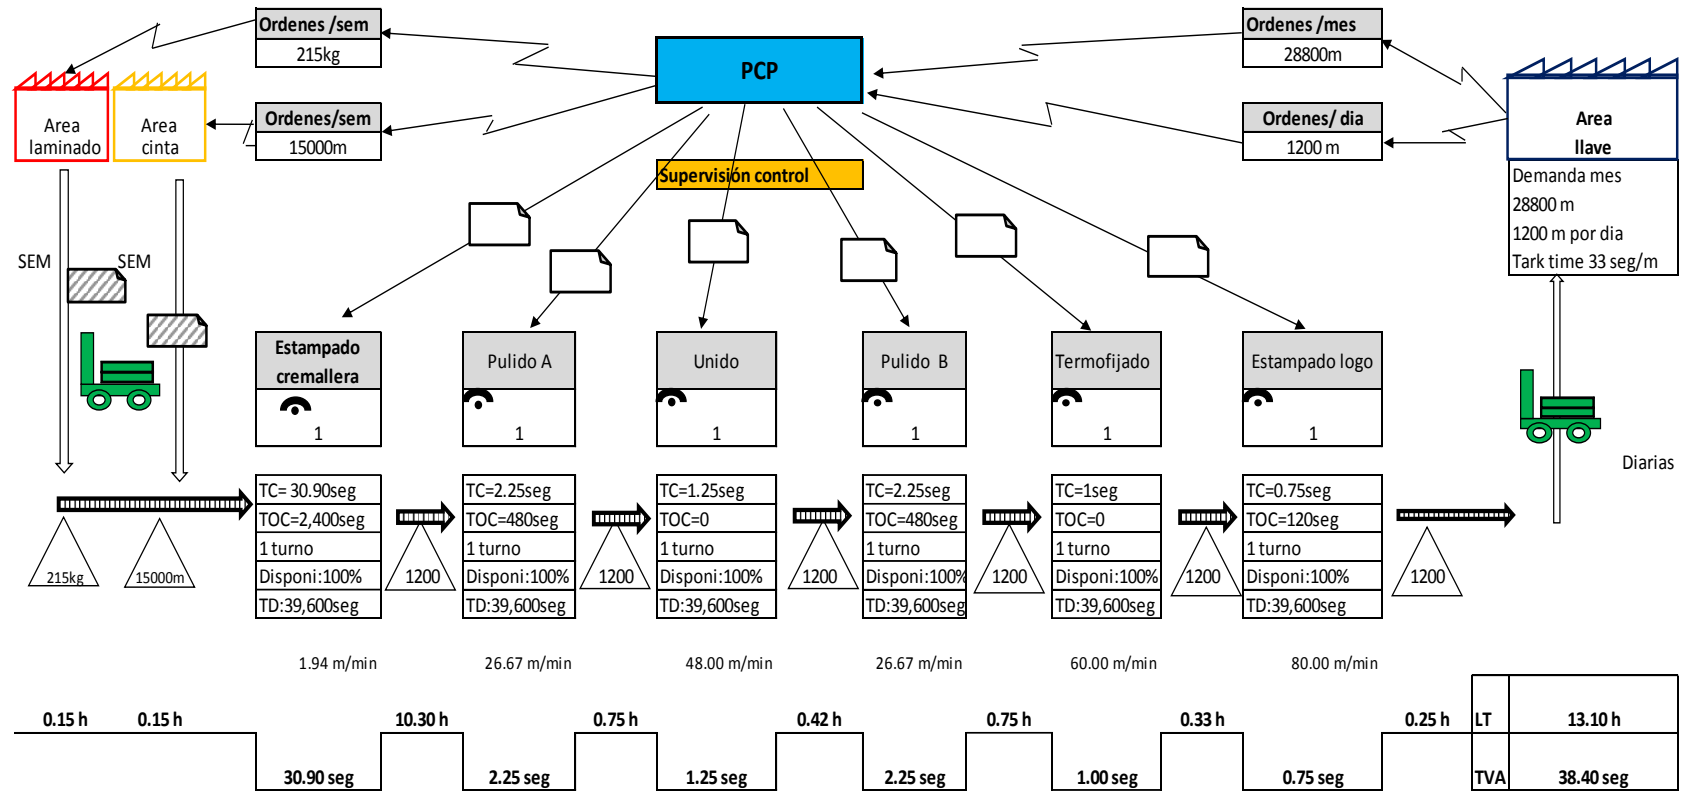 Ordenes /sem
215kg
Ordenes/sem
15000m
PCP
Supervisión control
Ordenes /mes
28800m
Ordenes/ dia
1200 m
Area
laminado
Area
cinta
Area
llave
Demanda mes
28800 m
1200 m por dia
Tark time 33 seg/m
SEM
SEM
Diarias
Estampado
cremallera
1
Pulido A
1
Unido
1
Pulido B
1
Termofijado
1
Estampado logo
1
215kg
15000m
TC= 30.90seg
TOC=2,400seg
1 turno
Disponi:100%
TD:39,600seg
1200
TC=2.25seg
TOC=480seg
1 turno
Disponi:100%
TD:39,600seg
1200
TC=1.25seg
TOC=0
1 turno
Disponi:100%
TD:39,600seg
1200
TC=2.25seg
TOC=480seg
1 turno
Disponi:100%
TD:39,600seg
1200
TC=1seg
TOC=0
1 turno
Disponi:100%
TD:39,600seg
1200
TC=0.75seg
TOC=120seg
1 turno
Disponi:100%
TD:39,600seg
1200
1.94 m/min
26.67 m/min
48.00 m/min
26.67 m/min
60.00 m/min
80.00 m/min
0.15 h
0.15 h
10.30 h
0.75 h
0.42 h
0.75 h
0.33 h
0.25 h
LT
13.10 h
30.90 seg
2.25 seg
1.25 seg
2.25 seg
1.00 seg
0.75 seg
TVA
38.40 seg